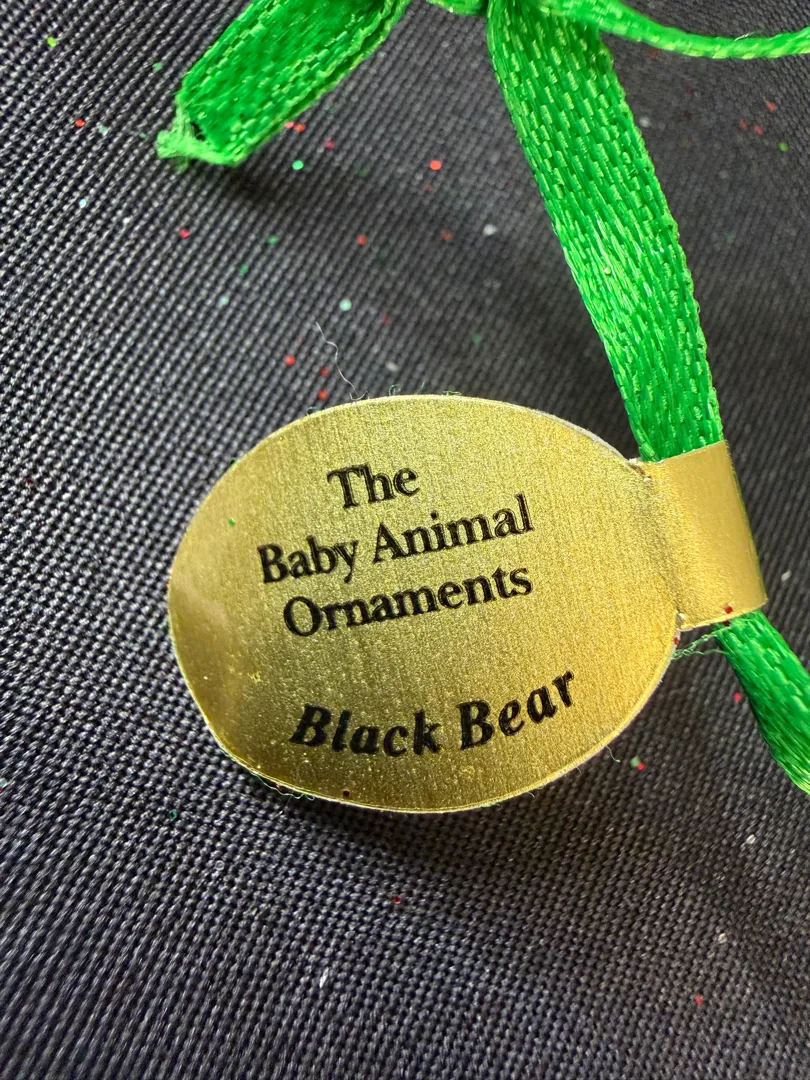 The
Baby Animal
Ornaments
Black Bear